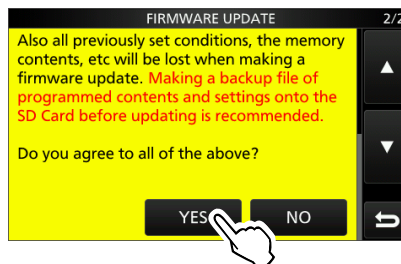 FIRMWARE UPDATE 2/2
Also all previously set conditions, the memory
contents, etc will be lost when making a
firmware update. Making a backup file of
programmed contents and settings onto the
SD Card before updating is recommended.
Do you agree to all of the above?
YES NO